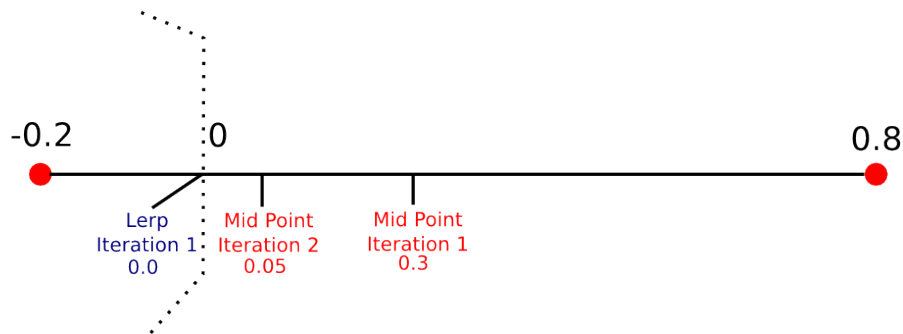 -0.2
0
0.8
Lerp
Iteration 1
0.0
Mid Point
Iteration 2
0.05
Mid Point
Iteration 1
0.3